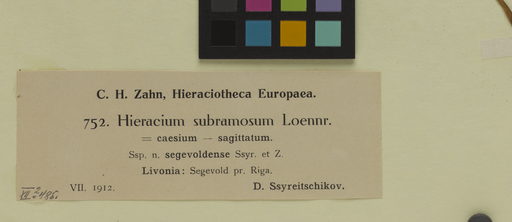 C. H. Zahn, Hieraciotheca Europaea.
752. Hieracium subramosum Loennr.
= caesium — sagittatum.
Ssp. n. segevoldense Ssyr. et Z.
Livonia: Segevold pr. Riga.
VII. 1912. D. Ssyreitschikov.